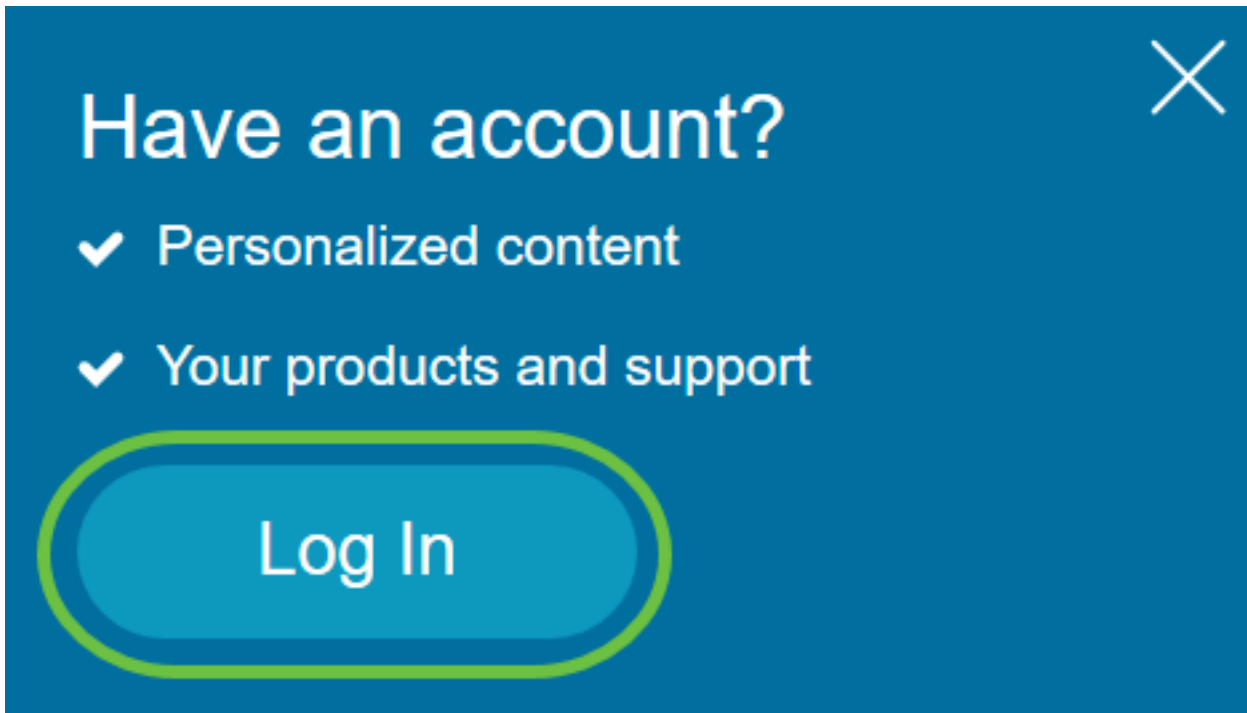 Have an account?
Personalized content
Your products and support
Log In